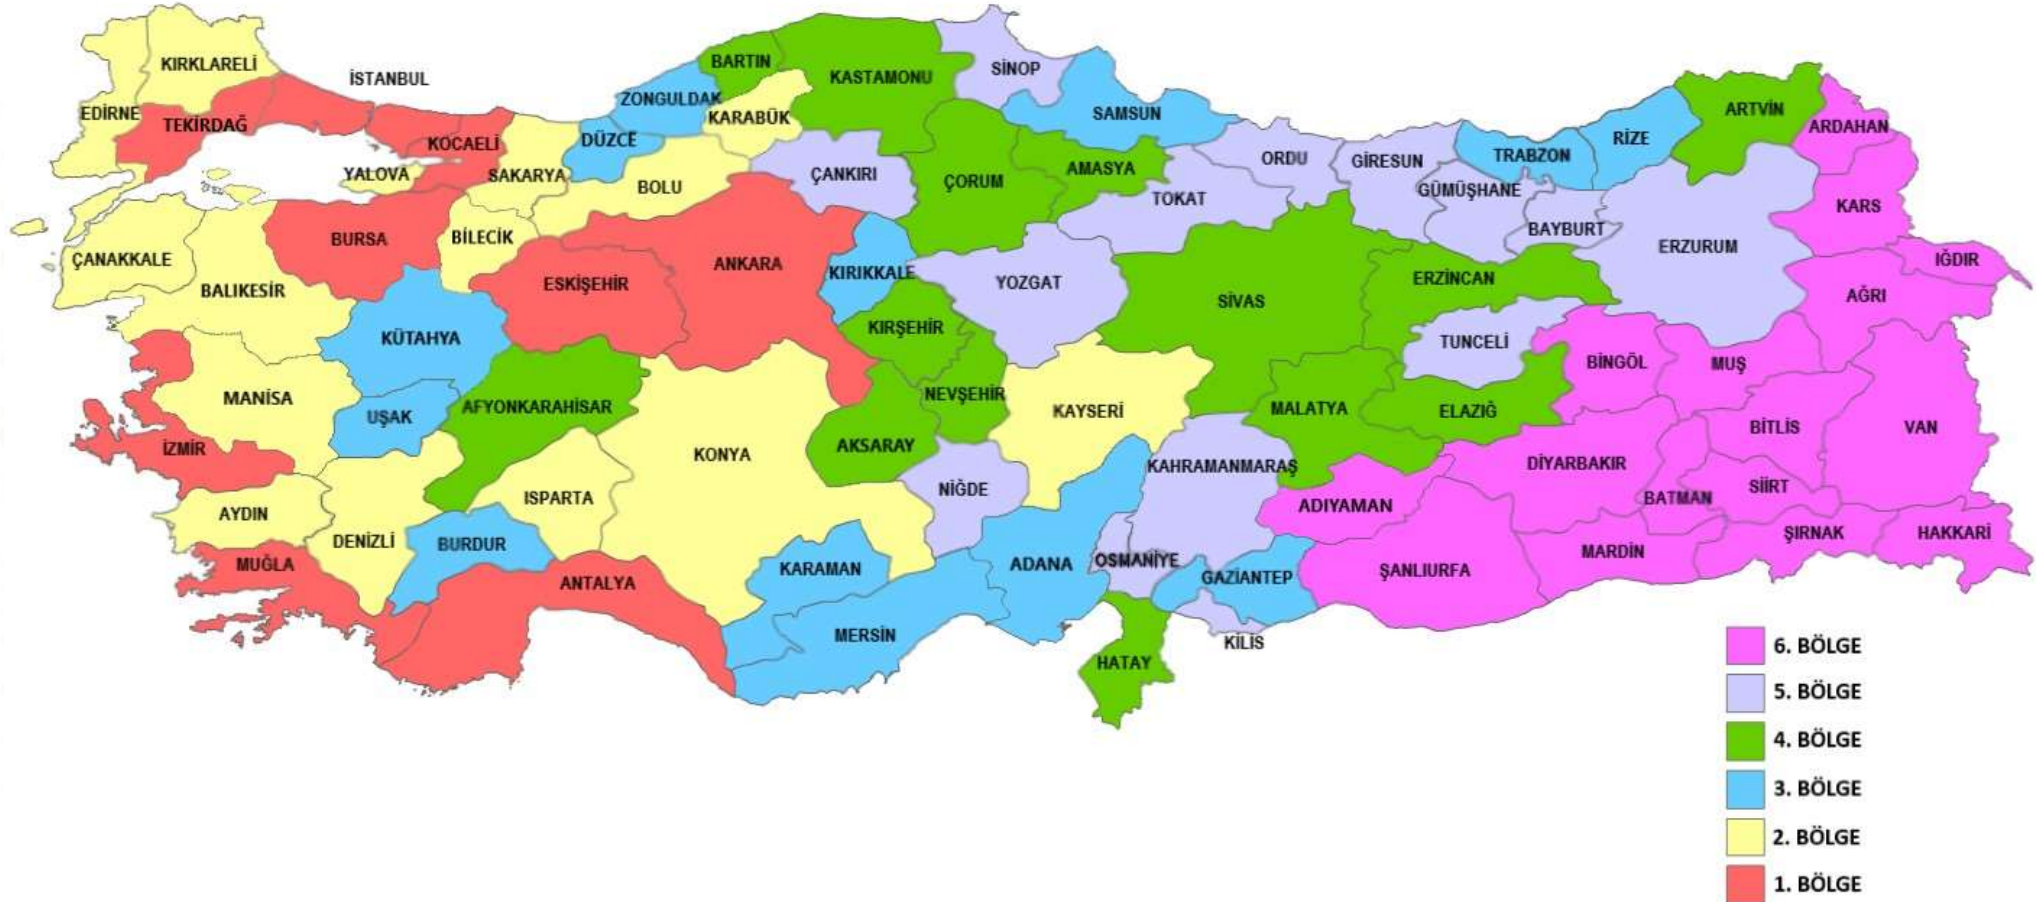 KIRKLARELİ
İSTANBUL
EDİRNE
TEKİRDAĞ
KOCAELİ
YALOVA
SAKARYA
DÜZCE
ZONGULDAK
BARTIN
KARABÜK
KASTAMONU
SİNOP
SAMSUN
BOLU
ÇANKIRI
ÇORUM
AMASYA
TOKAT
ORDU
GİRESUN
GÜMÜŞHANE
TRABZON
RİZE
ARTVİN
ARDAHAN
BAYBURT
ERZURUM
KARS
IĞDIR
AĞRI
ÇANAKKALE
BALIKESİR
BURSA
BİLECİK
ESKİŞEHİR
ANKARA
KIRIKKALE
YOZGAT
SİVAS
ERZİNCAN
TUNCELİ
BİNGÖL
MUŞ
KÜTAHYA
KIRŞEHİR
MANİSA
UŞAK
AFYONKARAHİSAR
NEVŞEHİR
KAYSERİ
MALATYA
ELAZIĞ
BİTLİS
VAN
İZMİR
KONYA
AKSARAY
NİĞDE
KAHRAMANMARAŞ
DİYARBAKIR
BATMAN
SİİRT
AYDIN
DENİZLİ
ISPARTA
ADIYAMAN
ŞIRNAK
HAKKARİ
MUĞLA
BURDUR
ANTALYA
KARAMAN
MERSİN
ADANA
OSMANİYE
GAZİANTEP
ŞANLIURFA
MARDİN
KİLİS
HATAY
6. BÖLGE
5. BÖLGE
4. BÖLGE
3. BÖLGE
2. BÖLGE
1. BÖLGE